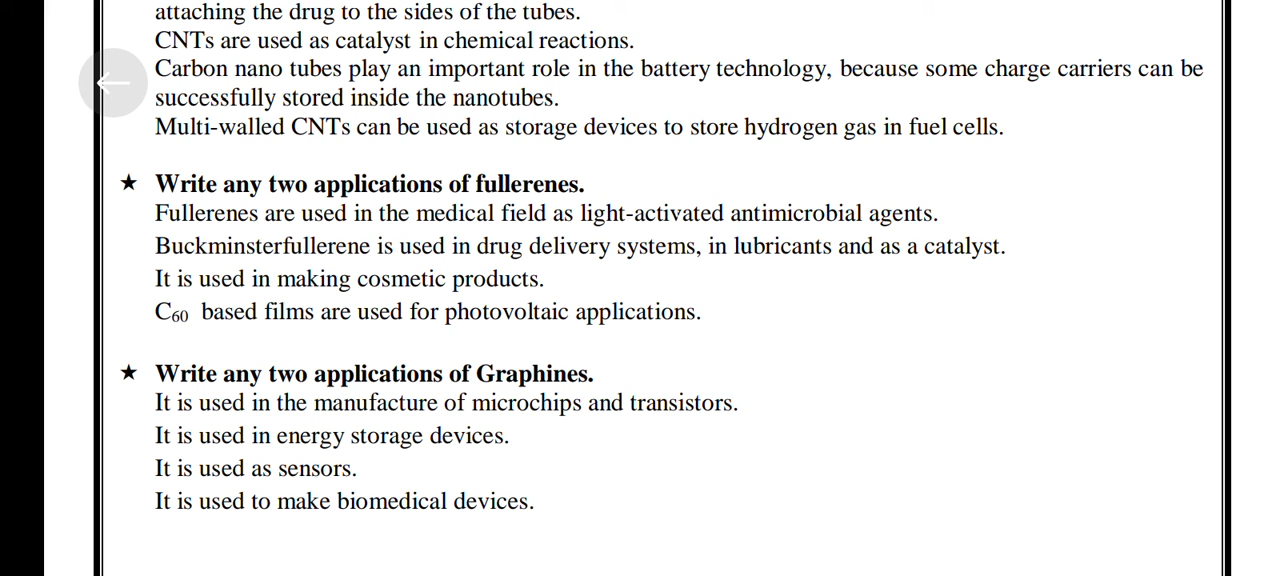 attaching the drug to the sides of the tubes.
CNTs are used as catalyst in chemical reactions.
Carbon nano tubes play an important role in the battery technology, because some charge carriers can be
successfully stored inside the nanotubes.
Multi-walled CNTs can be used as storage devices to store hydrogen gas in fuel cells.
★ Write any two applications of fullerenes.
Fullerenes are used in the medical field as light-activated antimicrobial agents.
Buckminsterfullerene is used in drug delivery systems, in lubricants and as a catalyst.
It is used in making cosmetic products.
C₆₀ based films are used for photovoltaic applications.
★ Write any two applications of Graphines.
It is used in the manufacture of microchips and transistors.
It is used in energy storage devices.
It is used as sensors.
It is used to make biomedical devices.